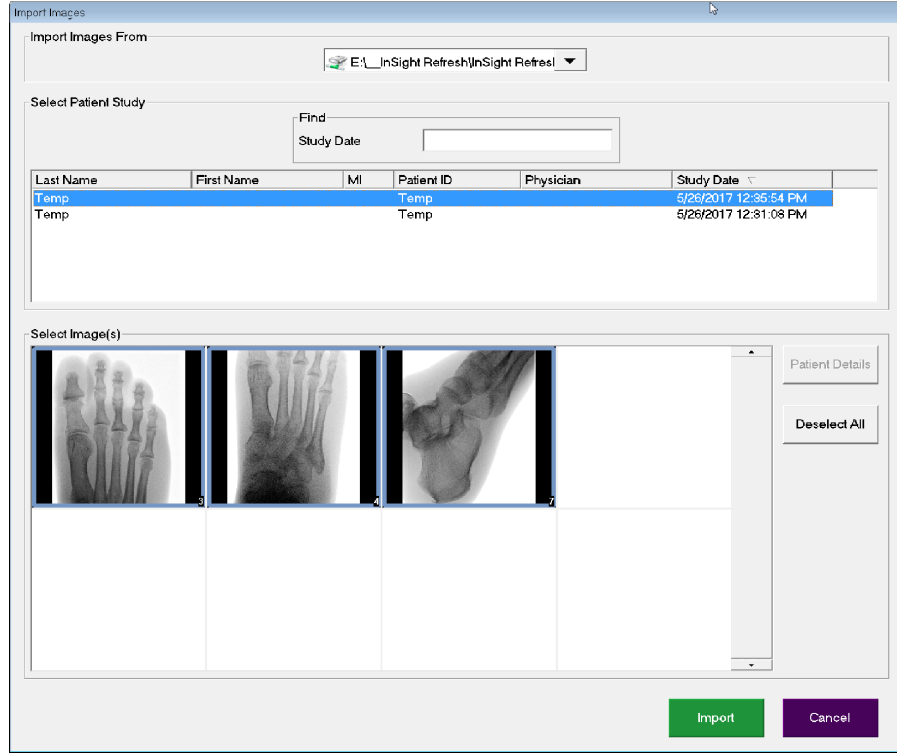 Import Images
Import Images From
E:\__InSight Refresh\InSight Refresl
Select Patient Study
Find
Study Date
Last Name First Name MI Patient ID Physician Study Date
Temp Temp 5/26/2017 12:35:54 PM
Temp Temp 5/26/2017 12:31:08 PM
Select Image(s)
Patient Details
Deselect All
3 4 7
Import Cancel